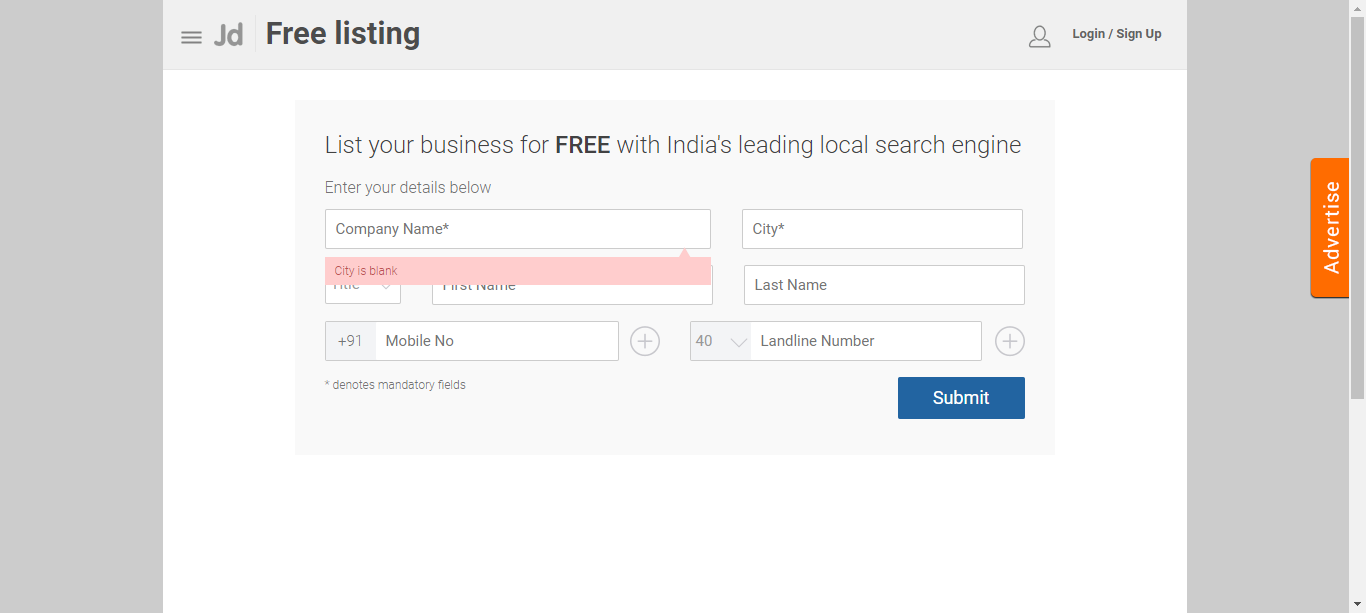 Jd Free listing Login / Sign Up
List your business for FREE with India's leading local search engine
Enter your details below
Company Name* City*
City is blank
Title First Name Last Name
+91 Mobile No 40 Landline Number
* denotes mandatory fields
Submit
Advertise